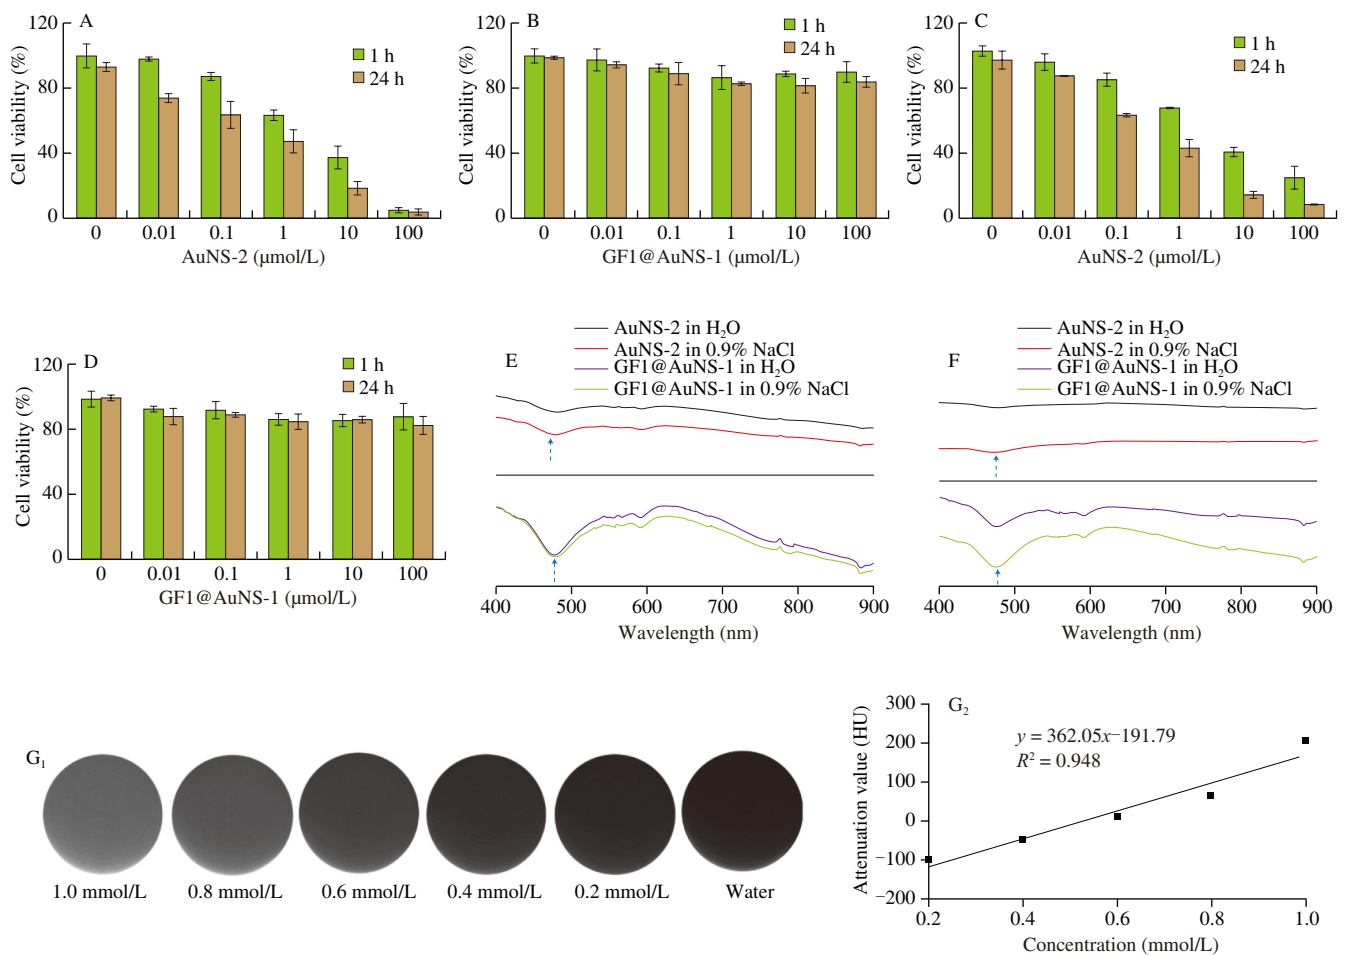 A
120
80
40
0
Cell viability (%)
1 h
24 h
0 0.01 0.1 1 10 100
AuNS-2 (μmol/L)
B
120
80
40
0
Cell viability (%)
1 h
24 h
0 0.01 0.1 1 10 100
GF1@AuNS-1 (μmol/L)
C
120
80
40
0
Cell viability (%)
1 h
24 h
0 0.01 0.1 1 10 100
AuNS-2 (μmol/L)
D
120
80
40
0
Cell viability (%)
1 h
24 h
0 0.01 0.1 1 10 100
GF1@AuNS-1 (μmol/L)
E
AuNS-2 in H₂O
AuNS-2 in 0.9% NaCl
GF1@AuNS-1 in H₂O
GF1@AuNS-1 in 0.9% NaCl
400 500 600 700 800 900
Wavelength (nm)
F
AuNS-2 in H₂O
AuNS-2 in 0.9% NaCl
GF1@AuNS-1 in H₂O
GF1@AuNS-1 in 0.9% NaCl
400 500 600 700 800 900
Wavelength (nm)
G₁
1.0 mmol/L 0.8 mmol/L 0.6 mmol/L 0.4 mmol/L 0.2 mmol/L Water
G₂
300
200
100
0
−100
−200
Attenuation value (HU)
y = 362.05x−191.79
R² = 0.948
0.2 0.4 0.6 0.8 1.0
Concentration (mmol/L)